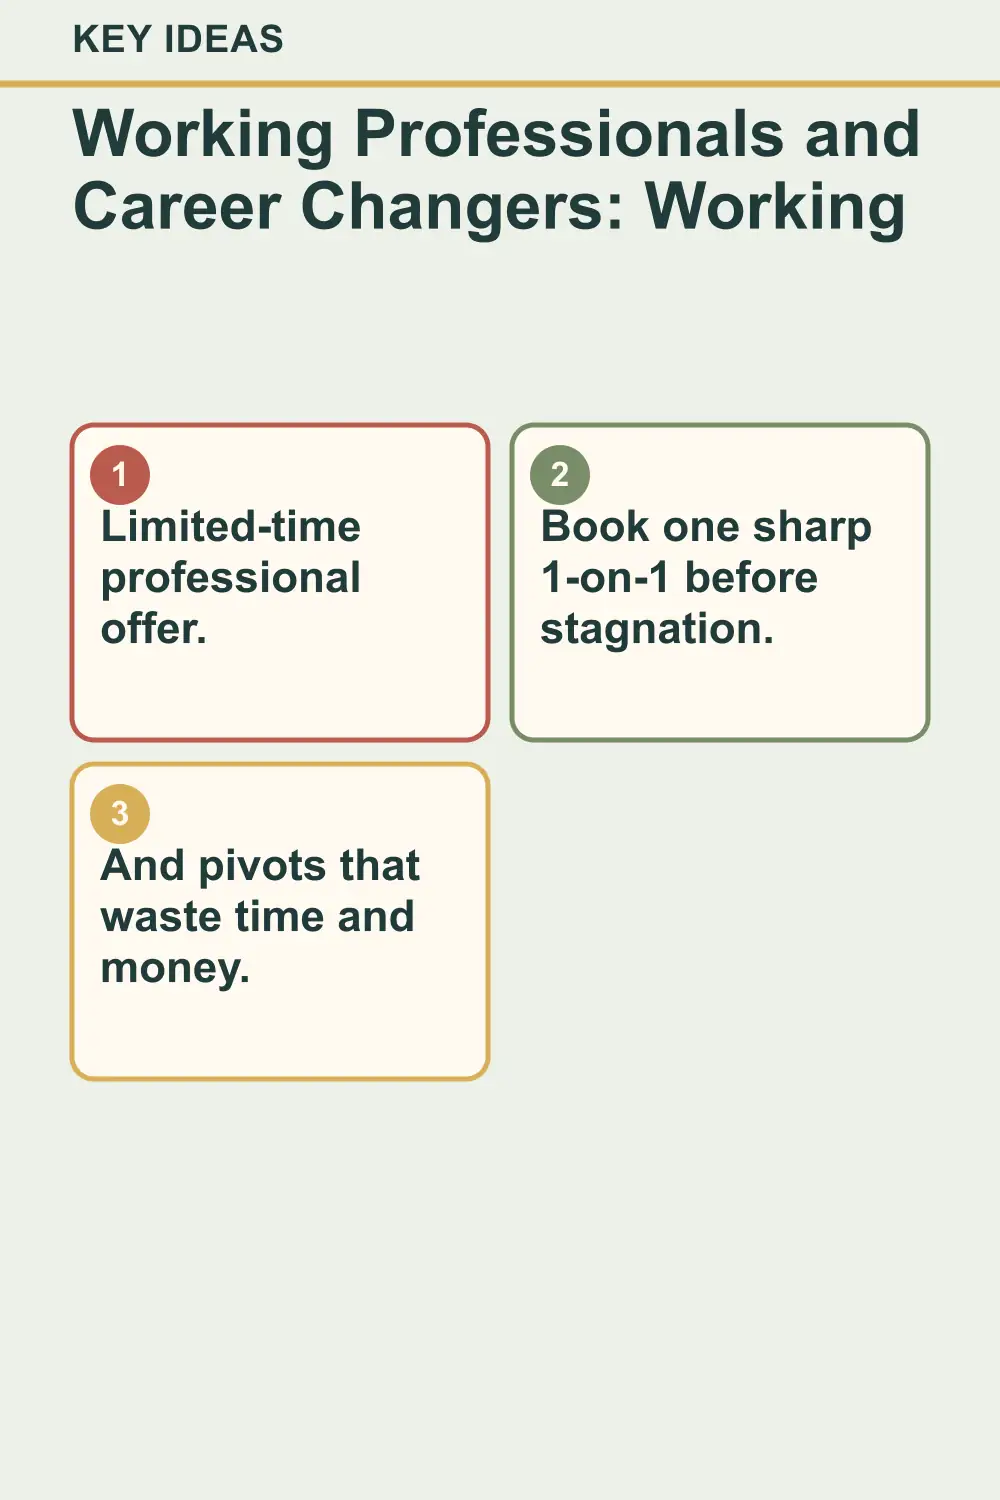 KEY IDEAS
Working Professionals and
Career Changers: Working
1
Limited-time
professional
offer.
2
Book one sharp
1-on-1 before
stagnation.
3
And pivots that
waste time and
money.